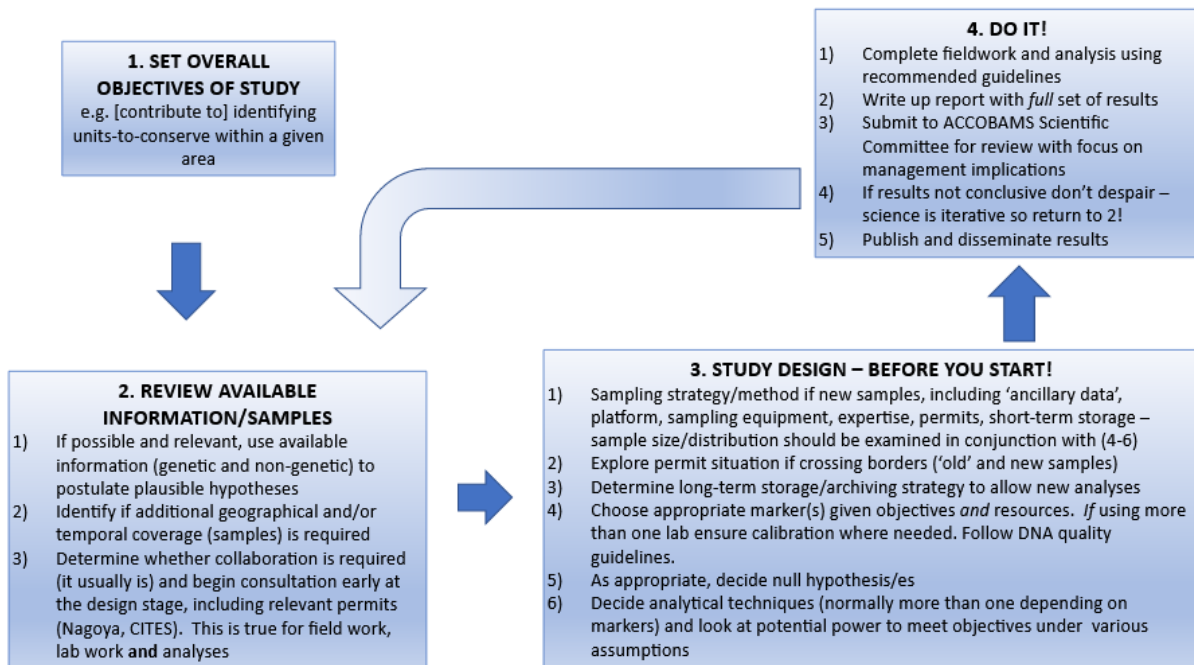 1. SET OVERALL
OBJECTIVES OF STUDY
e.g. [contribute to] identifying
units-to-conserve within a given
area
2. REVIEW AVAILABLE
INFORMATION/SAMPLES
1) If possible and relevant, use available
information (genetic and non-genetic) to
postulate plausible hypotheses
2) Identify if additional geographical and/or
temporal coverage (samples) is required
3) Determine whether collaboration is required
(it usually is) and begin consultation early at
the design stage, including relevant permits
(Nagoya, CITES).  This is true for field work,
lab work and analyses
3. STUDY DESIGN – BEFORE YOU START!
1) Sampling strategy/method if new samples, including ‘ancillary data’,
platform, sampling equipment, expertise, permits, short-term storage –
sample size/distribution should be examined in conjunction with (4-6)
2) Explore permit situation if crossing borders (‘old’ and new samples)
3) Determine long-term storage/archiving strategy to allow new analyses
4) Choose appropriate marker(s) given objectives and resources.  If using more
than one lab ensure calibration where needed. Follow DNA quality
guidelines.
5) As appropriate, decide null hypothesis/es
6) Decide analytical techniques (normally more than one depending on
markers) and look at potential power to meet objectives under  various
assumptions
4. DO IT!
1) Complete fieldwork and analysis using
recommended guidelines
2) Write up report with full set of results
3) Submit to ACCOBAMS Scientific
Committee for review with focus on
management implications
4) If results not conclusive don’t despair –
science is iterative so return to 2!
5) Publish and disseminate results